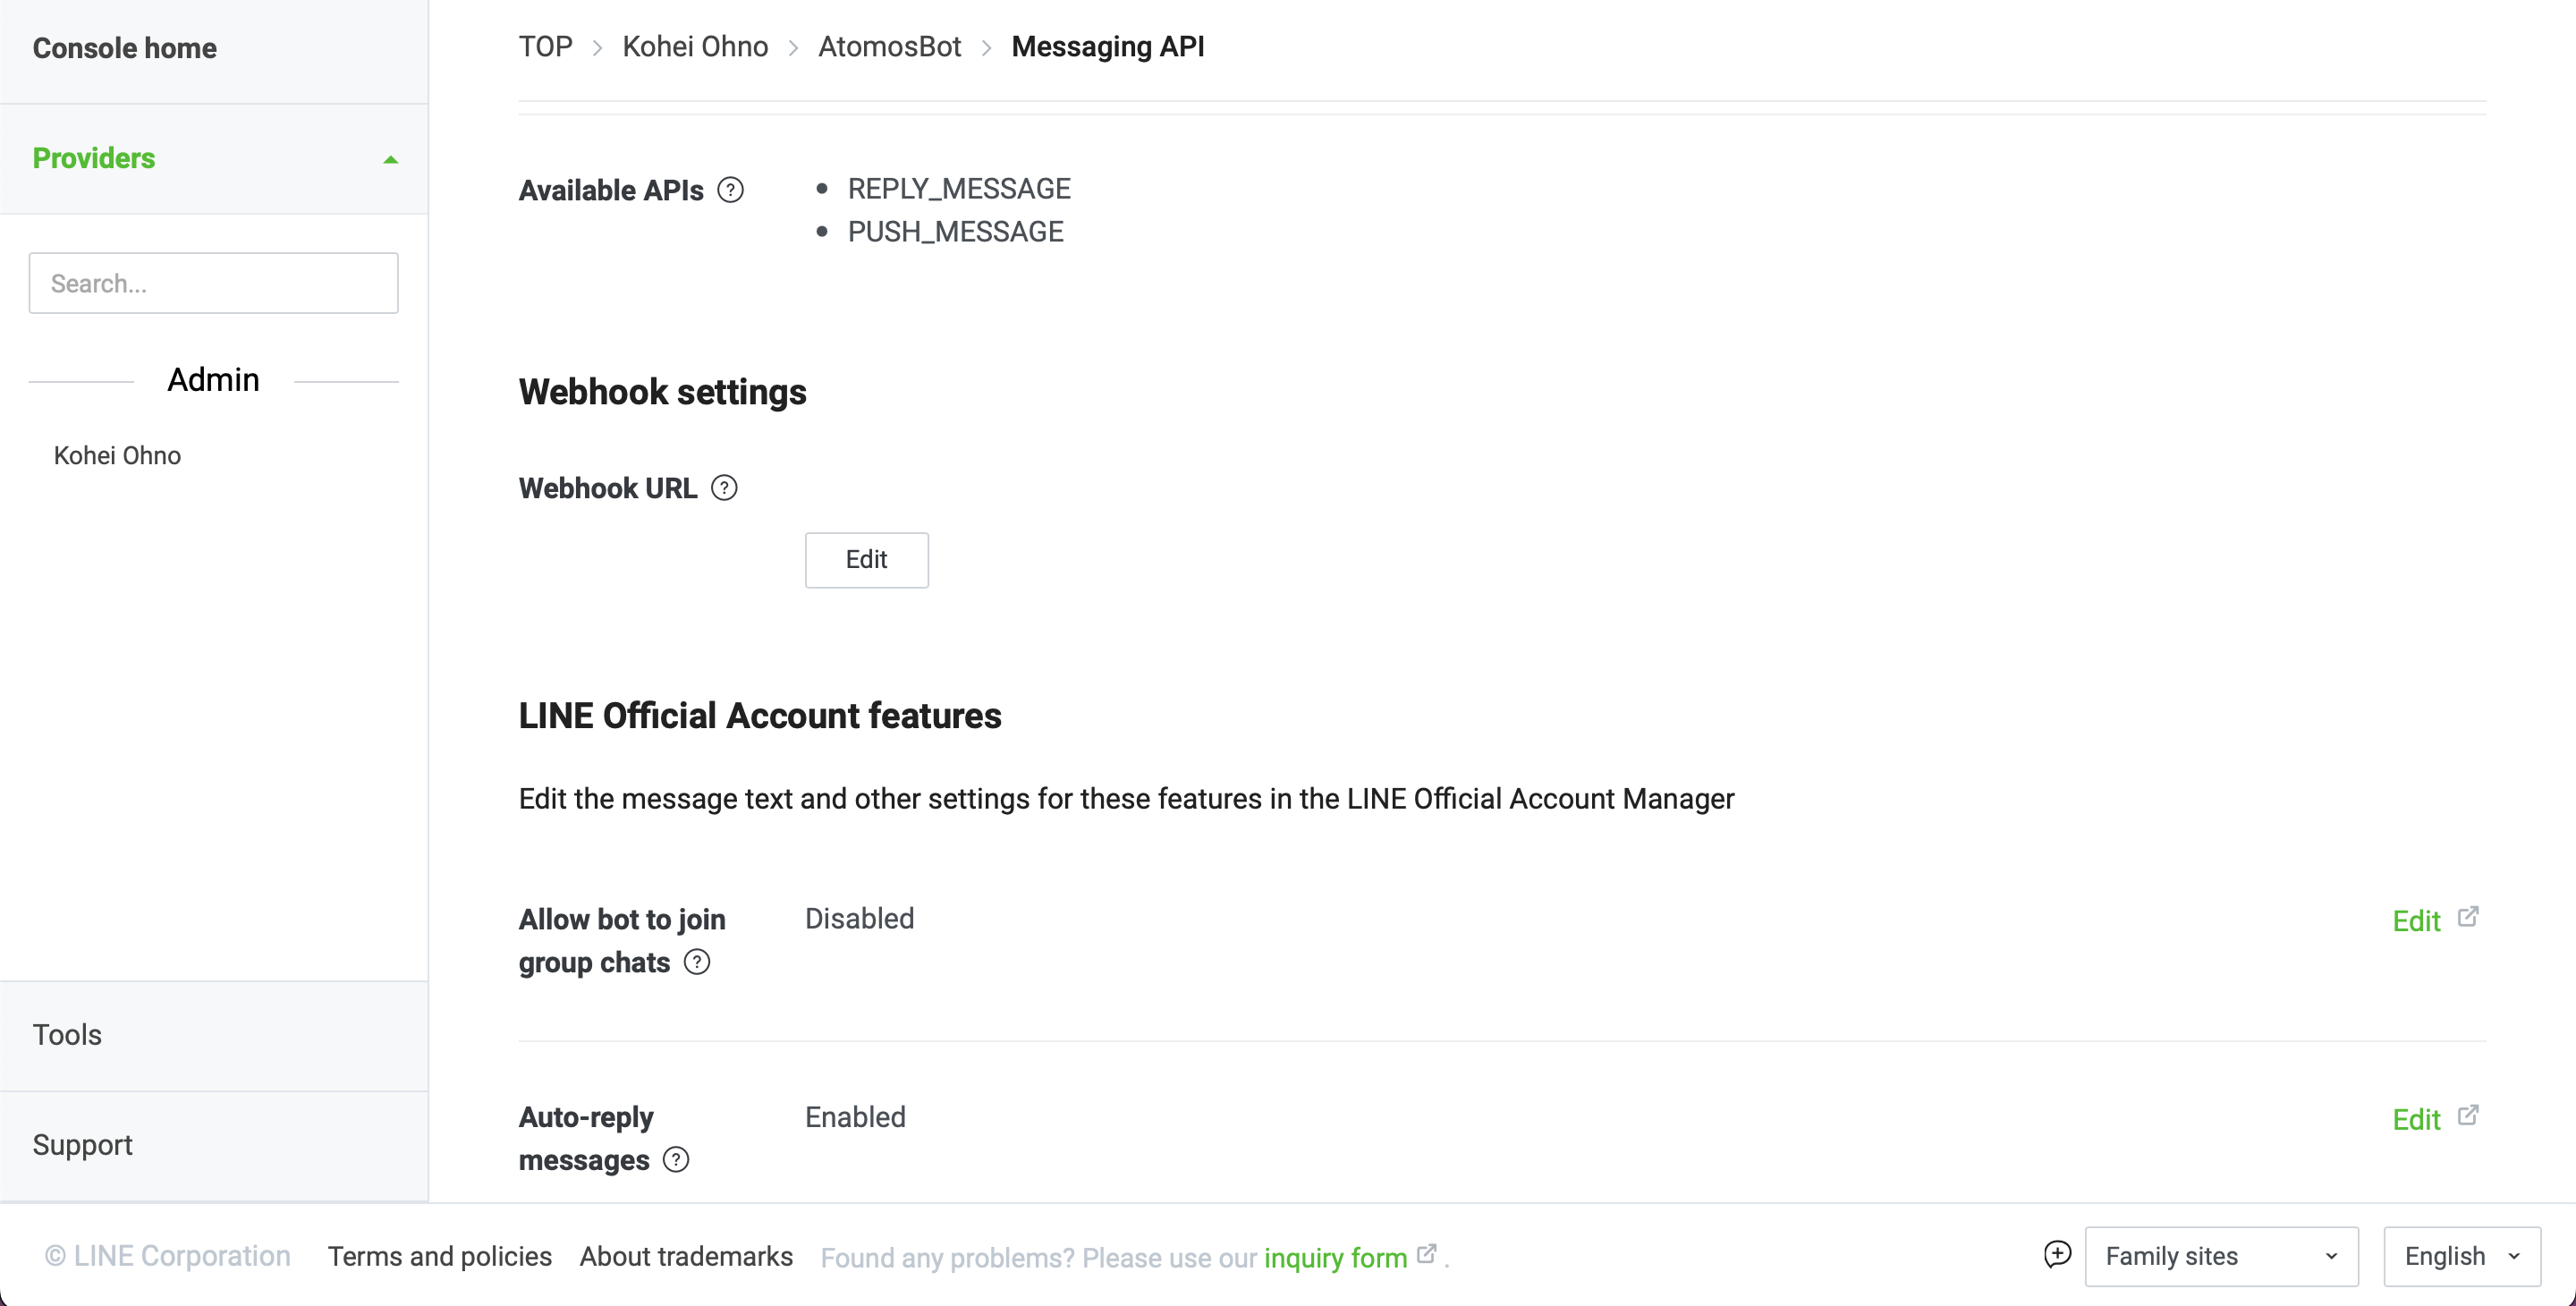 Console home
Providers
Search...
Admin
Kohei Ohno
Tools
Support
TOP > Kohei Ohno > AtomosBot > Messaging API
Available APIs ?
• REPLY_MESSAGE
• PUSH_MESSAGE
Webhook settings
Webhook URL ?
Edit
LINE Official Account features
Edit the message text and other settings for these features in the LINE Official Account Manager
Allow bot to join
group chats ?
Disabled
Edit
Auto-reply
messages ?
Enabled
Edit
© LINE Corporation Terms and policies About trademarks Found any problems? Please use our inquiry form . Family sites English